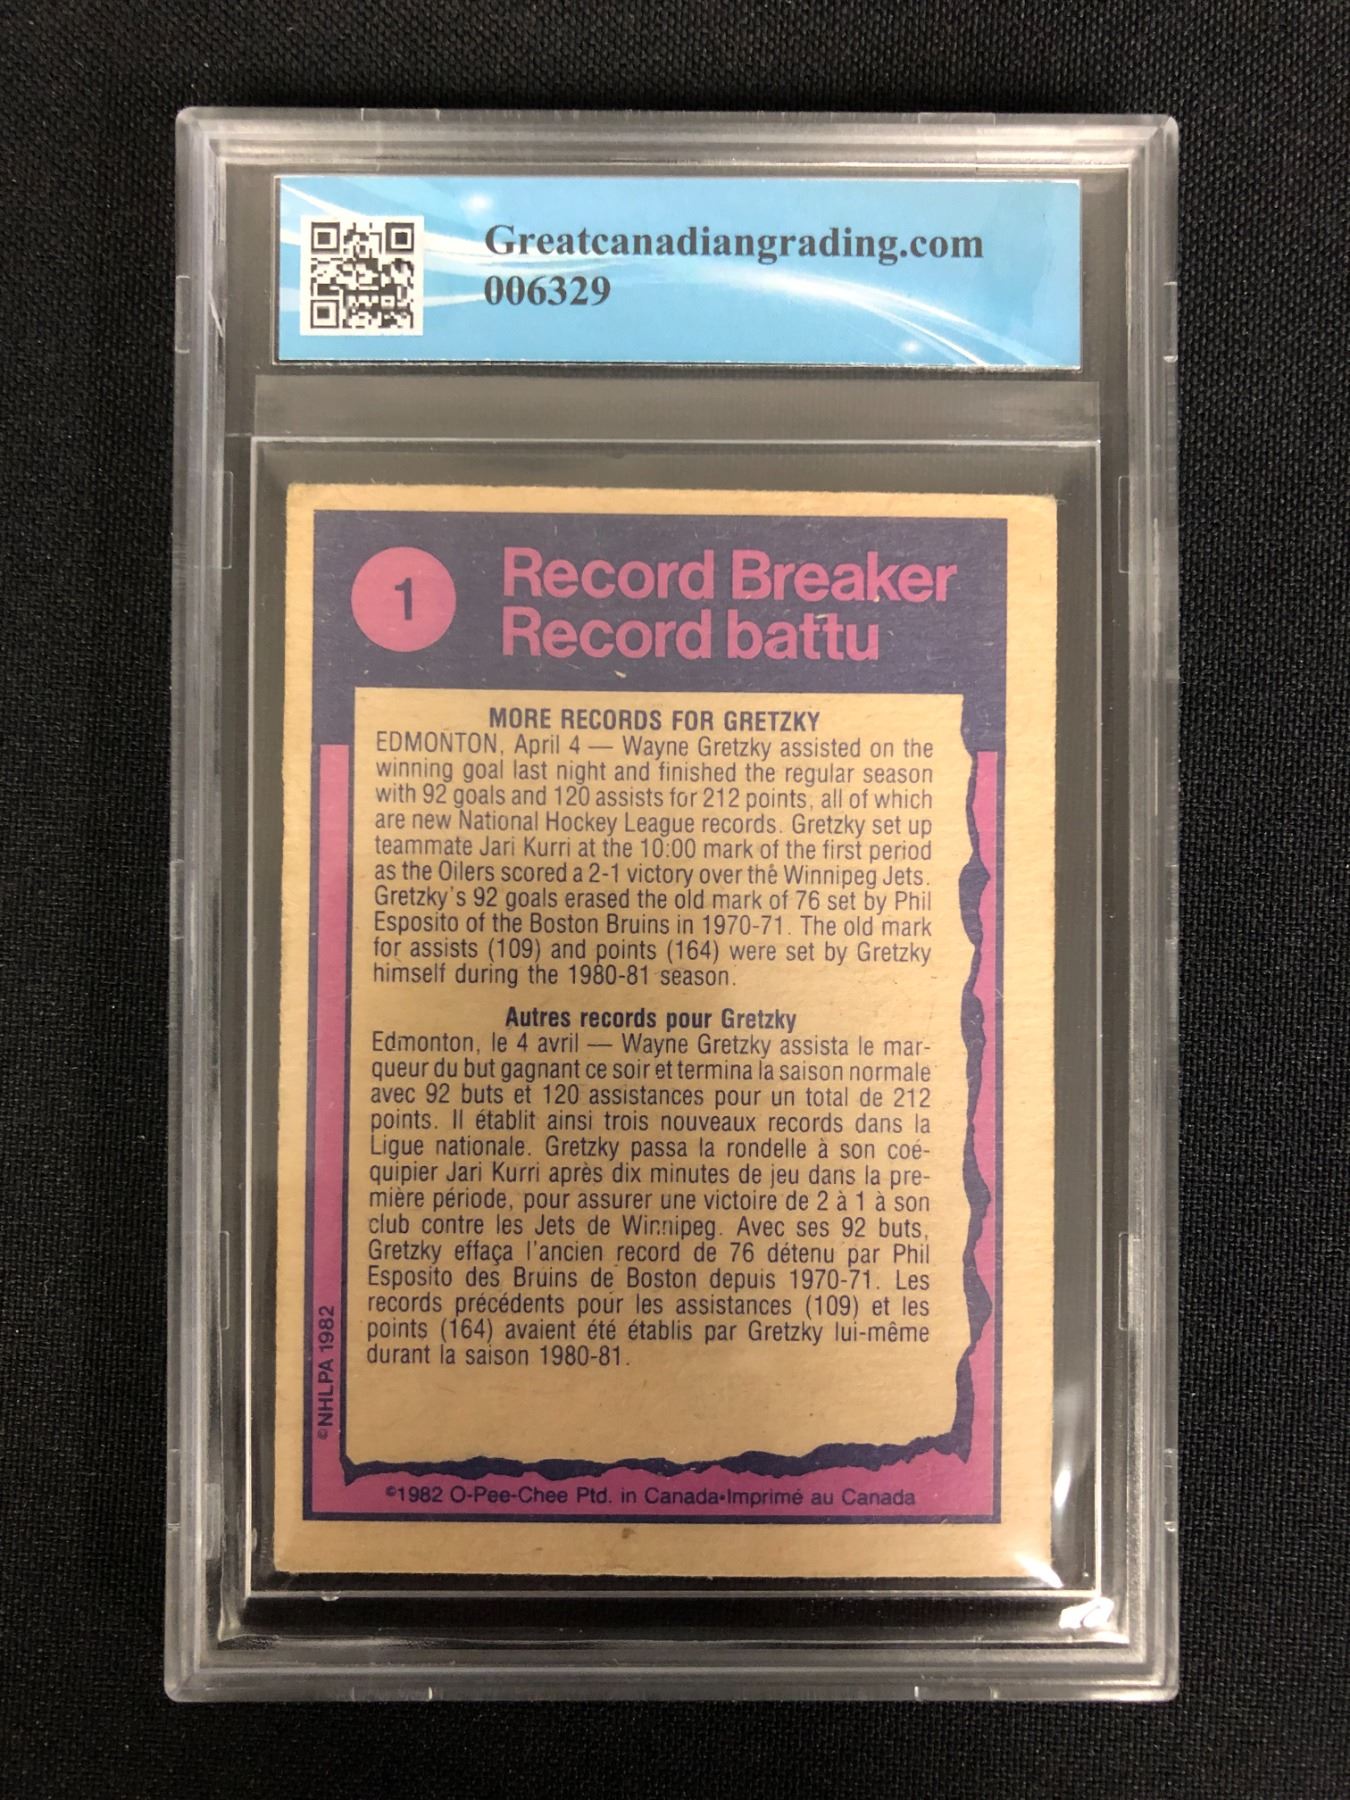 Greatcanadiangrading.com
006329
1
Record Breaker
Record battu
MORE RECORDS FOR GRETZKY
EDMONTON, April 4 — Wayne Gretzky assisted on the
winning goal last night and finished the regular season
with 92 goals and 120 assists for 212 points, all of which
are new National Hockey League records. Gretzky set up
teammate Jari Kurri at the 10:00 mark of the first period
as the Oilers scored a 2-1 victory over the Winnipeg Jets.
Gretzky's 92 goals erased the old mark of 76 set by Phil
Esposito of the Boston Bruins in 1970-71. The old mark
for assists (109) and points (164) were set by Gretzky
himself during the 1980-81 season.
Autres records pour Gretzky
Edmonton, le 4 avril — Wayne Gretzky assista le mar-
queur du but gagnant ce soir et termina la saison normale
avec 92 buts et 120 assistances pour un total de 212
points. Il établit ainsi trois nouveaux records dans la
Ligue nationale. Gretzky passa la rondelle à son coé-
quipier Jari Kurri après dix minutes de jeu dans la pre-
mière période, pour assurer une victoire de 2 à 1 à son
club contre les Jets de Winnipeg. Avec ses 92 buts,
Gretzky effaça l'ancien record de 76 détenu par Phil
Esposito des Bruins de Boston depuis 1970-71. Les
records précédents pour les assistances (109) et les
points (164) avaient été établis par Gretzky lui-même
durant la saison 1980-81.
©NHLPA 1982
©1982 O-Pee-Chee Ptd. in Canada•Imprimé au Canada